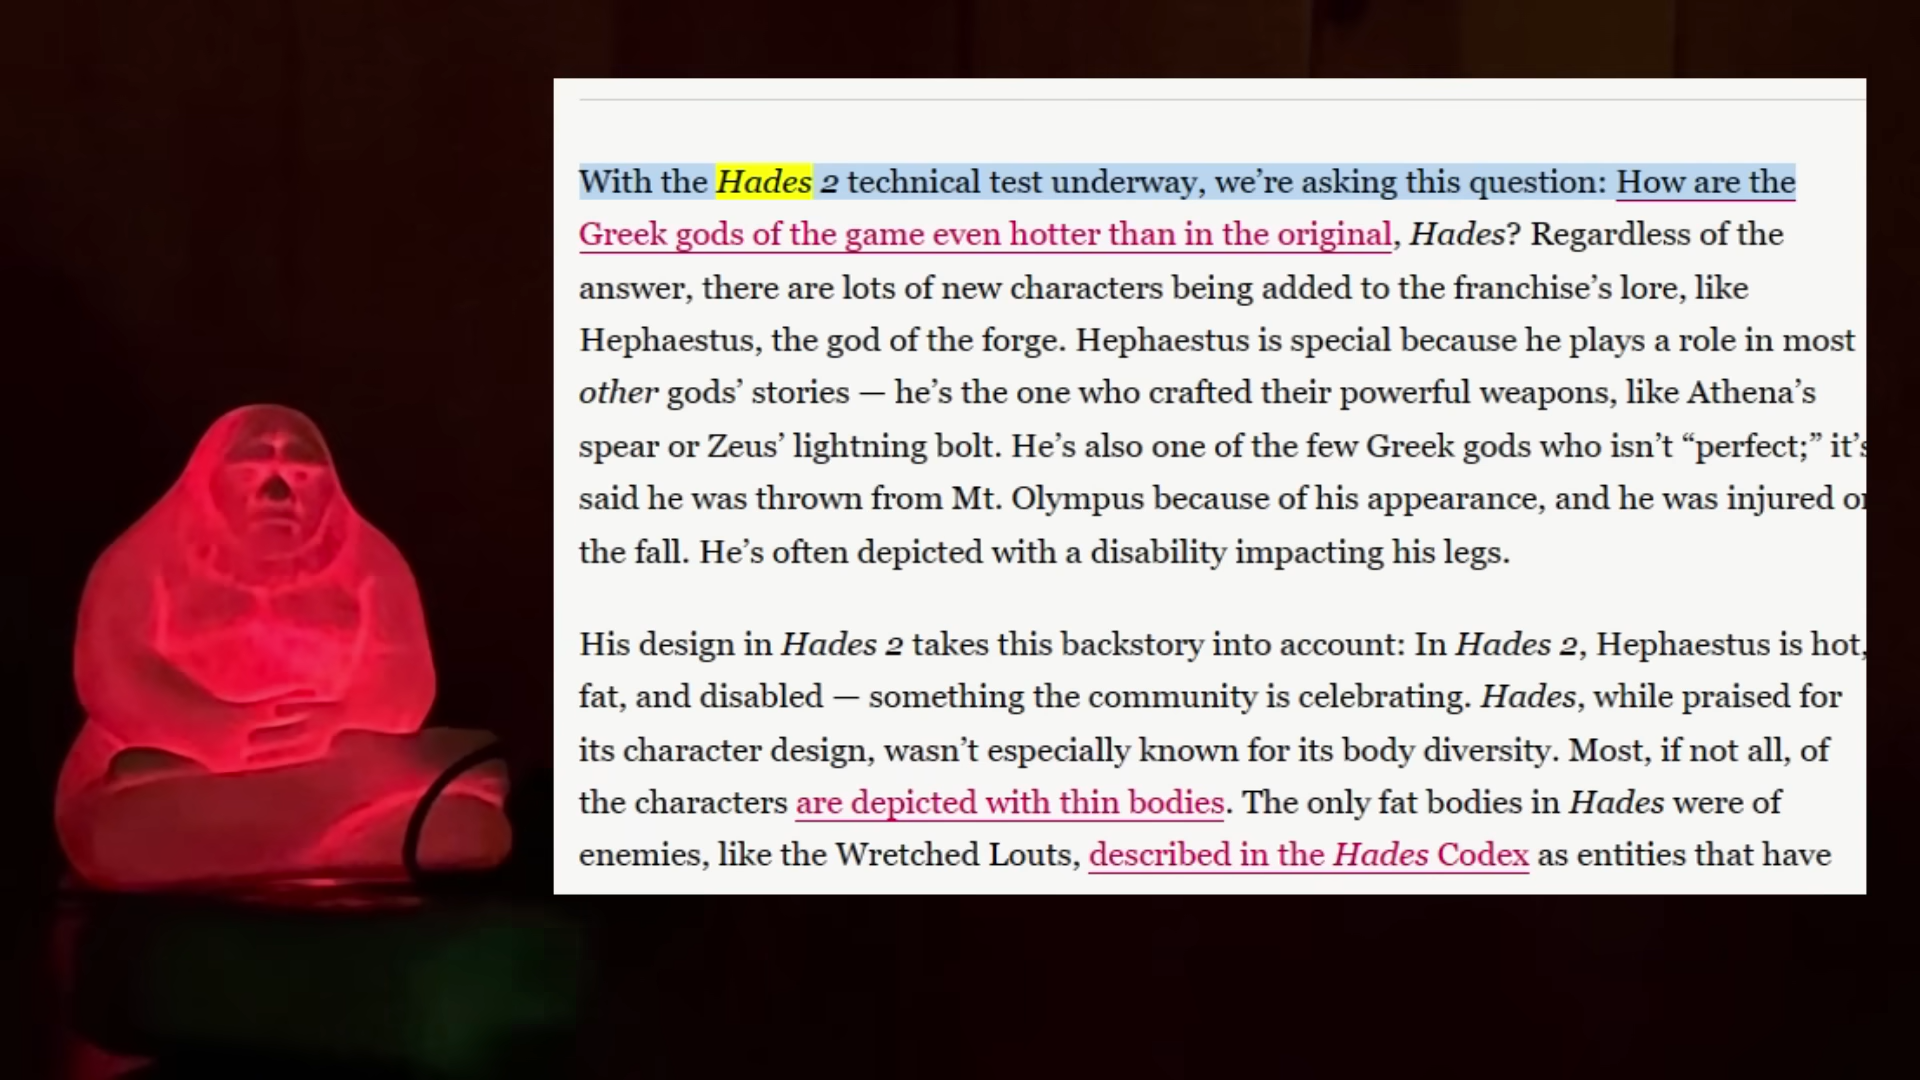 With the Hades 2 technical test underway, we’re asking this question: How are the
Greek gods of the game even hotter than in the original, Hades? Regardless of the
answer, there are lots of new characters being added to the franchise’s lore, like
Hephaestus, the god of the forge. Hephaestus is special because he plays a role in most
other gods’ stories — he’s the one who crafted their powerful weapons, like Athena’s
spear or Zeus’ lightning bolt. He’s also one of the few Greek gods who isn’t “perfect;” it’s
said he was thrown from Mt. Olympus because of his appearance, and he was injured
the fall. He’s often depicted with a disability impacting his legs.
His design in Hades 2 takes this backstory into account: In Hades 2, Hephaestus is hot,
fat, and disabled — something the community is celebrating. Hades, while praised for
its character design, wasn’t especially known for its body diversity. Most, if not all, of
the characters are depicted with thin bodies. The only fat bodies in Hades were of
enemies, like the Wretched Louts, described in the Hades Codex as entities that have